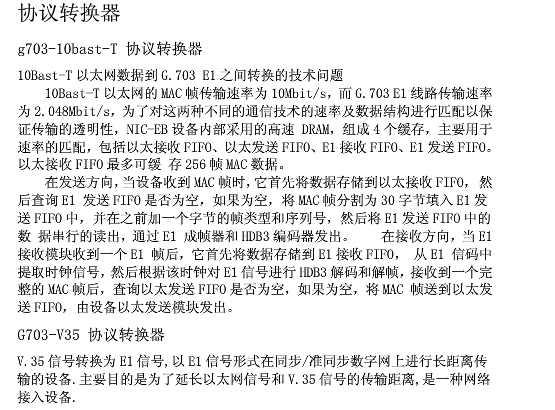 协议转换器
g703-10bast-T 协议转换器
10Bast-T 以太网数据到 G.703 E1 之间转换的技术问题
10Bast-T 以太网的 MAC 帧传输速率为 10Mbit/s，而 G.703 E1 线路传输速率
为 2.048Mbit/s，为了对这两种不同的通信技术的速率及数据结构进行匹配以保
证传输的透明性，NIC-EB 设备内部采用的高速 DRAM，组成 4 个缓存，主要用于
速率的匹配，包括以太接收 FIFO、以太发送 FIFO、E1 接收 FIFO、E1 发送 FIFO。
以太接收 FIFO 最多可缓 存 256 帧 MAC 数据。
在发送方向，当设备收到 MAC 帧时，它首先将数据存储到以太接收 FIFO， 然
后查询 E1 发送 FIFO 是否为空，如果为空，将 MAC 帧分割为 30 字节填入 E1 发
送 FIFO 中，并在之前加一个字节的帧类型和序列号，然后将 E1 发送 FIFO 中的
数 据串行的读出，通过 E1 成帧器和 HDB3 编码器发出。 在接收方向，当 E1
接收模块收到一个 E1 帧后，它首先将数据存储到 E1 接收 FIFO， 从 E1 信码中
提取时钟信号，然后根据该时钟对 E1 信号进行 HDB3 解码和解帧，接收到一个完
整的 MAC 帧后，查询以太发送 FIFO 是否为空，如果为空，将 MAC 帧送到以太发
送 FIFO，由设备以太发送模块发出。
G703-V35 协议转换器
V.35 信号转换为 E1 信号,以 E1 信号形式在同步/准同步数字网上进行长距离传
输的设备.主要目的是为了延长以太网信号和 V.35 信号的传输距离,是一种网络
接入设备.